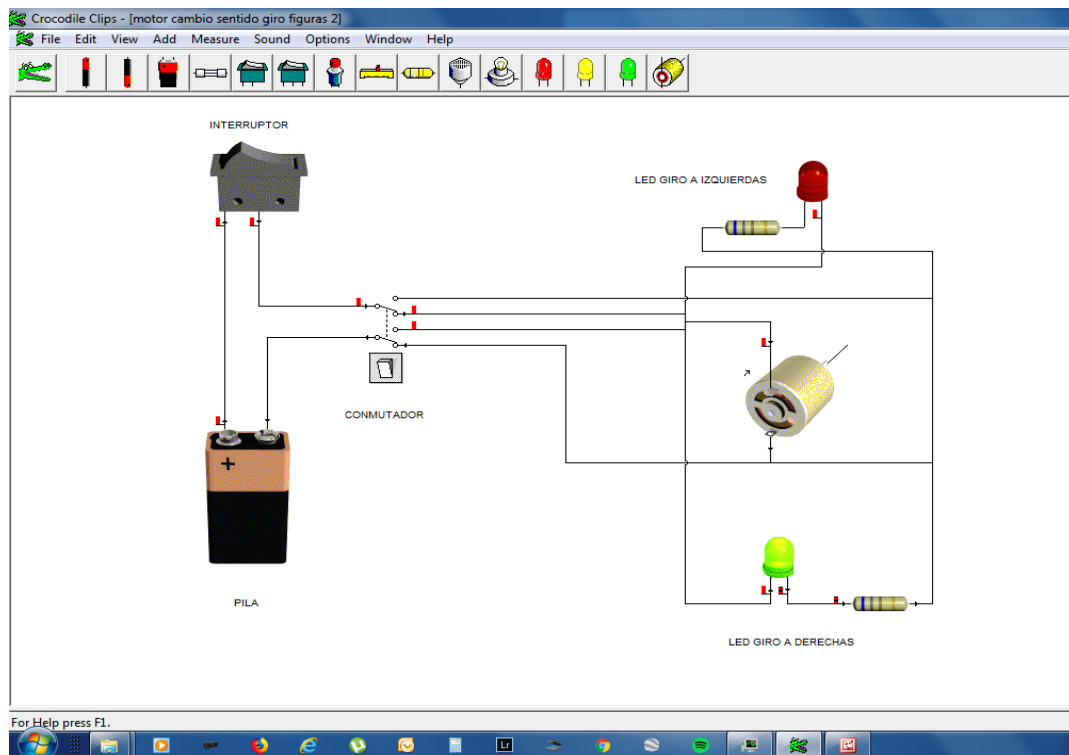 Crocodile Clips - [motor cambio sentido giro figuras 2]
File Edit View Add Measure Sound Options Window Help
INTERRUPTOR
LED GIRO A IZQUIERDAS
CONMUTADOR
+
PILA
LED GIRO A DERECHAS
For Help press F1.
Lr